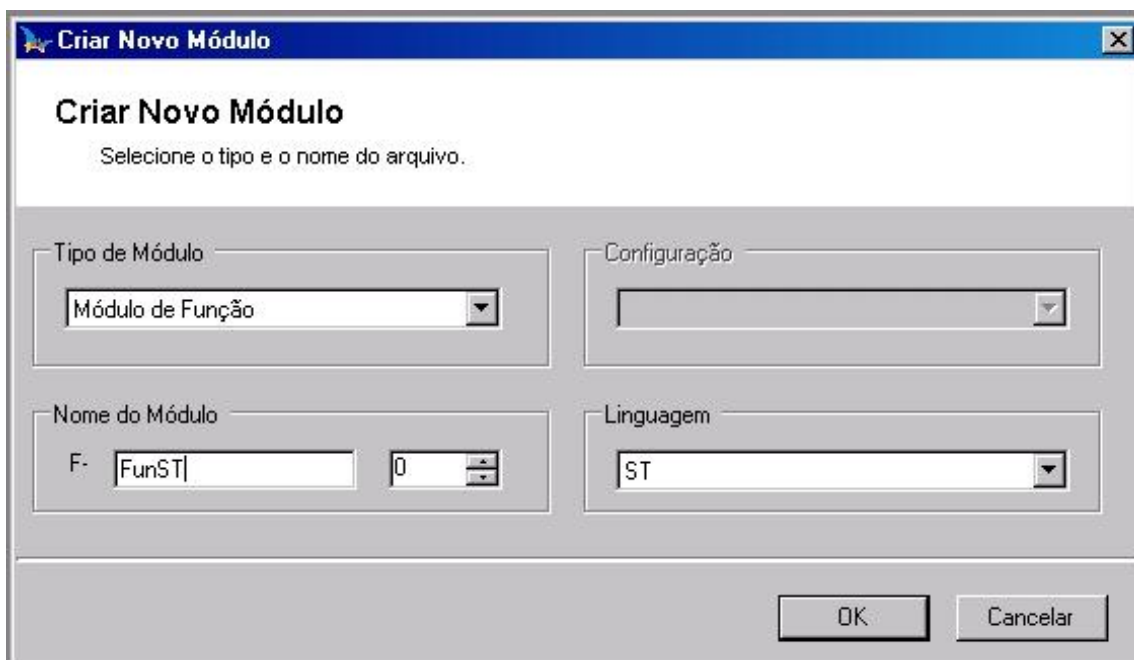 Criar Novo Módulo
Criar Novo Módulo
Selecione o tipo e o nome do arquivo.
Tipo de Módulo
Configuração
Módulo de Função
Nome do Módulo
Linguagem
F- FunST 0
ST
OK
Cancelar